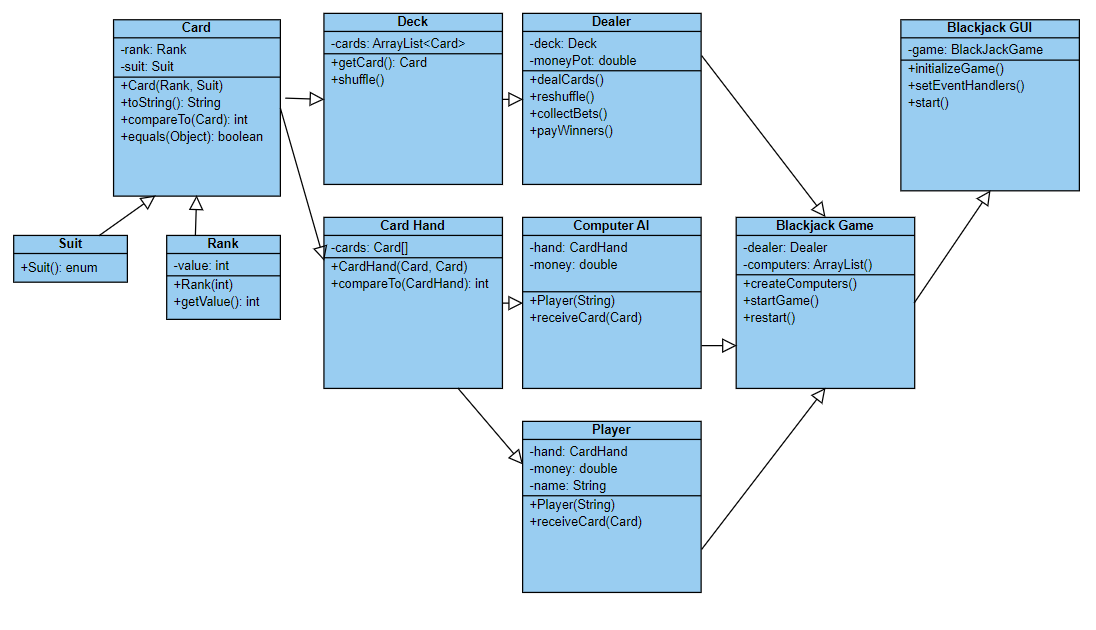 Card
-rank: Rank
-suit: Suit
+Card(Rank, Suit)
+toString(): String
+compareTo(Card): int
+equals(Object): boolean
Deck
-cards: ArrayList<Card>
+getCard(): Card
+shuffle()
Dealer
-deck: Deck
-moneyPot: double
+dealCards()
+reshuffle()
+collectBets()
+payWinners()
Blackjack GUI
-game: BlackJackGame
+initializeGame()
+setEventHandlers()
+start()
Suit
+Suit(): enum
Rank
-value: int
+Rank(int)
+getValue(): int
Card Hand
-cards: Card[]
+CardHand(Card, Card)
+compareTo(CardHand): int
Computer AI
-hand: CardHand
-money: double
+Player(String)
+receiveCard(Card)
Blackjack Game
-dealer: Dealer
-computers: ArrayList()
+createComputers()
+startGame()
+restart()
Player
-hand: CardHand
-money: double
-name: String
+Player(String)
+receiveCard(Card)